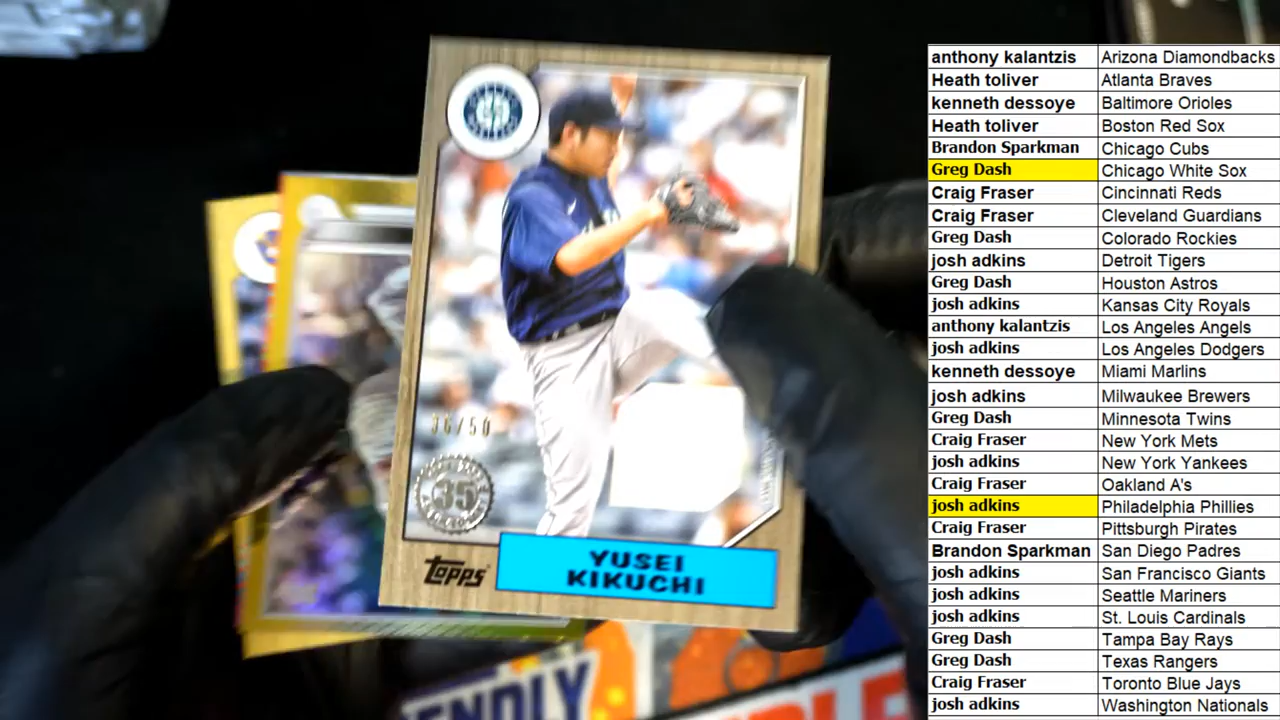 36/50
35
Topps
YUSEI
KIKUCHI
ENDLY
anthony kalantzis Arizona Diamondbacks
Heath toliver Atlanta Braves
kenneth dessoye Baltimore Orioles
Heath toliver Boston Red Sox
Brandon Sparkman Chicago Cubs
Greg Dash Chicago White Sox
Craig Fraser Cincinnati Reds
Craig Fraser Cleveland Guardians
Greg Dash Colorado Rockies
josh adkins Detroit Tigers
Greg Dash Houston Astros
josh adkins Kansas City Royals
anthony kalantzis Los Angeles Angels
josh adkins Los Angeles Dodgers
kenneth dessoye Miami Marlins
josh adkins Milwaukee Brewers
Greg Dash Minnesota Twins
Craig Fraser New York Mets
josh adkins New York Yankees
Craig Fraser Oakland A's
josh adkins Philadelphia Phillies
Craig Fraser Pittsburgh Pirates
Brandon Sparkman San Diego Padres
josh adkins San Francisco Giants
josh adkins Seattle Mariners
josh adkins St. Louis Cardinals
Greg Dash Tampa Bay Rays
Greg Dash Texas Rangers
Craig Fraser Toronto Blue Jays
josh adkins Washington Nationals